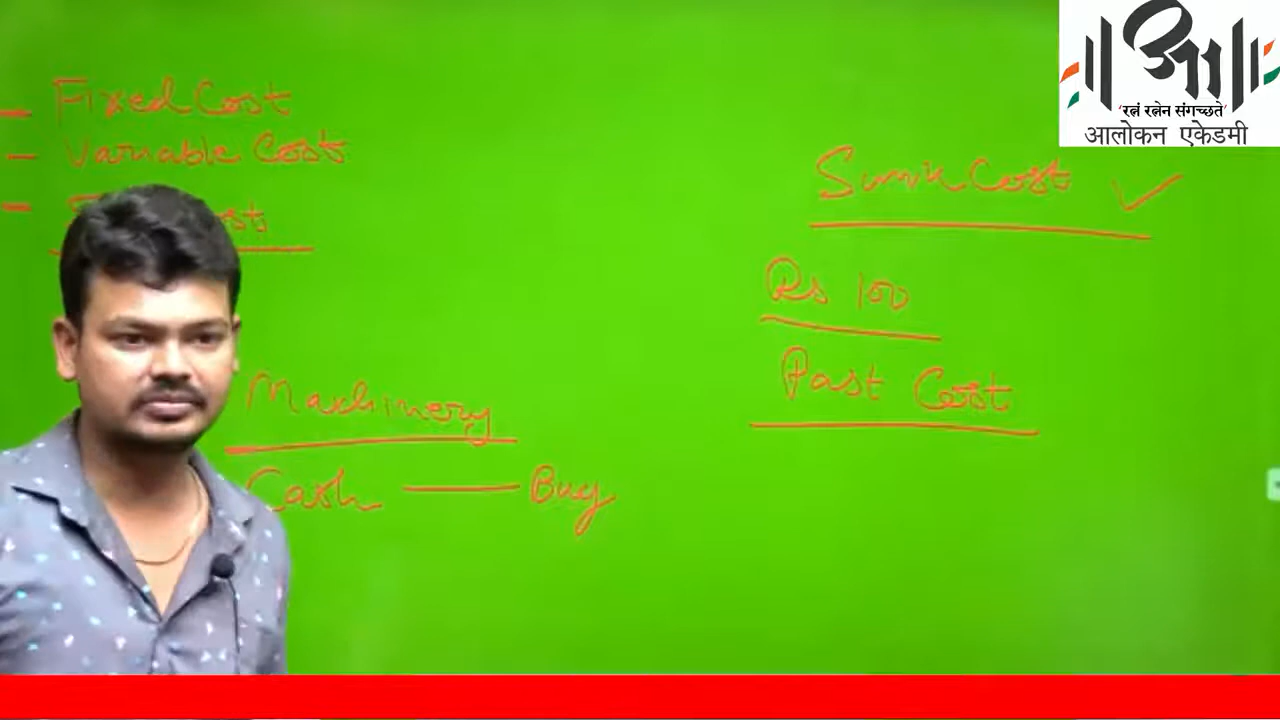 — Fixed Cost
— Variable Cost
— ost
Machinery
Cash — Buy
Sunk Cost ✓
Rs 100
Past Cost
'रत्नं रत्नेन संगच्छते'
आलोकन एकेडमी